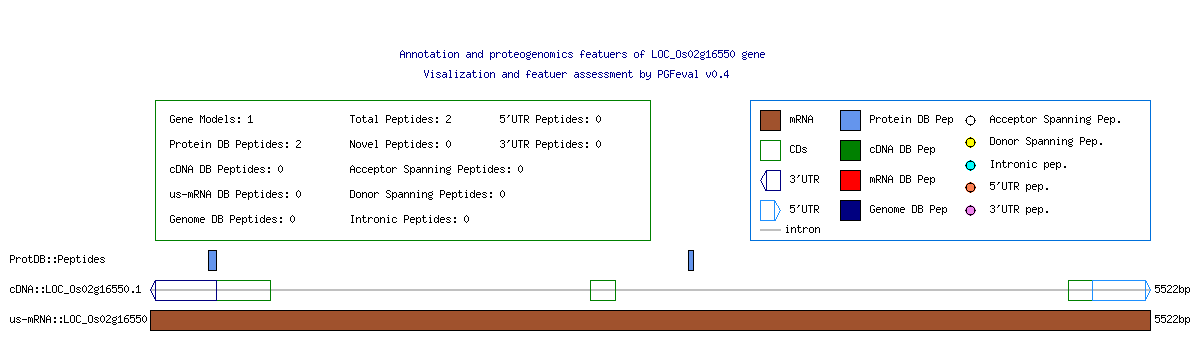 Annotation and proteogenomics featuers of LOC_Os02g16550 gene
Visalization and featuer assessment by PGFeval v0.4
Gene Models: 1 Total Peptides: 2 5'UTR Peptides: 0
Protein DB Peptides: 2 Novel Peptides: 0 3'UTR Peptides: 0
cDNA DB Peptides: 0 Acceptor Spanning Peptides: 0
us-mRNA DB Peptides: 0 Donor Spanning Peptides: 0
Genome DB Peptides: 0 Intronic Peptides: 0
mRNA Protein DB Pep Acceptor Spanning Pep.
CDs cDNA DB Pep Donor Spanning Pep.
3'UTR mRNA DB Pep Intronic pep.
5'UTR Genome DB Pep 5'UTR pep.
intron 3'UTR pep.
ProtDB::Peptides
cDNA::LOC_Os02g16550.1 5522bp
us-mRNA::LOC_Os02g16550 5522bp